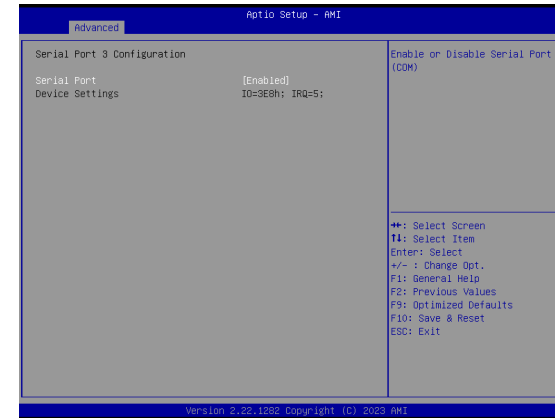 Aptio Setup - AMI
Advanced
Serial Port 3 Configuration
Serial Port [Enabled]
Device Settings IO=3E8h; IRQ=5;
Enable or Disable Serial Port
(COM)
→←: Select Screen
↑↓: Select Item
Enter: Select
+/- : Change Opt.
F1: General Help
F2: Previous Values
F9: Optimized Defaults
F10: Save & Reset
ESC: Exit
Version 2.22.1282 Copyright (C) 2023 AMI